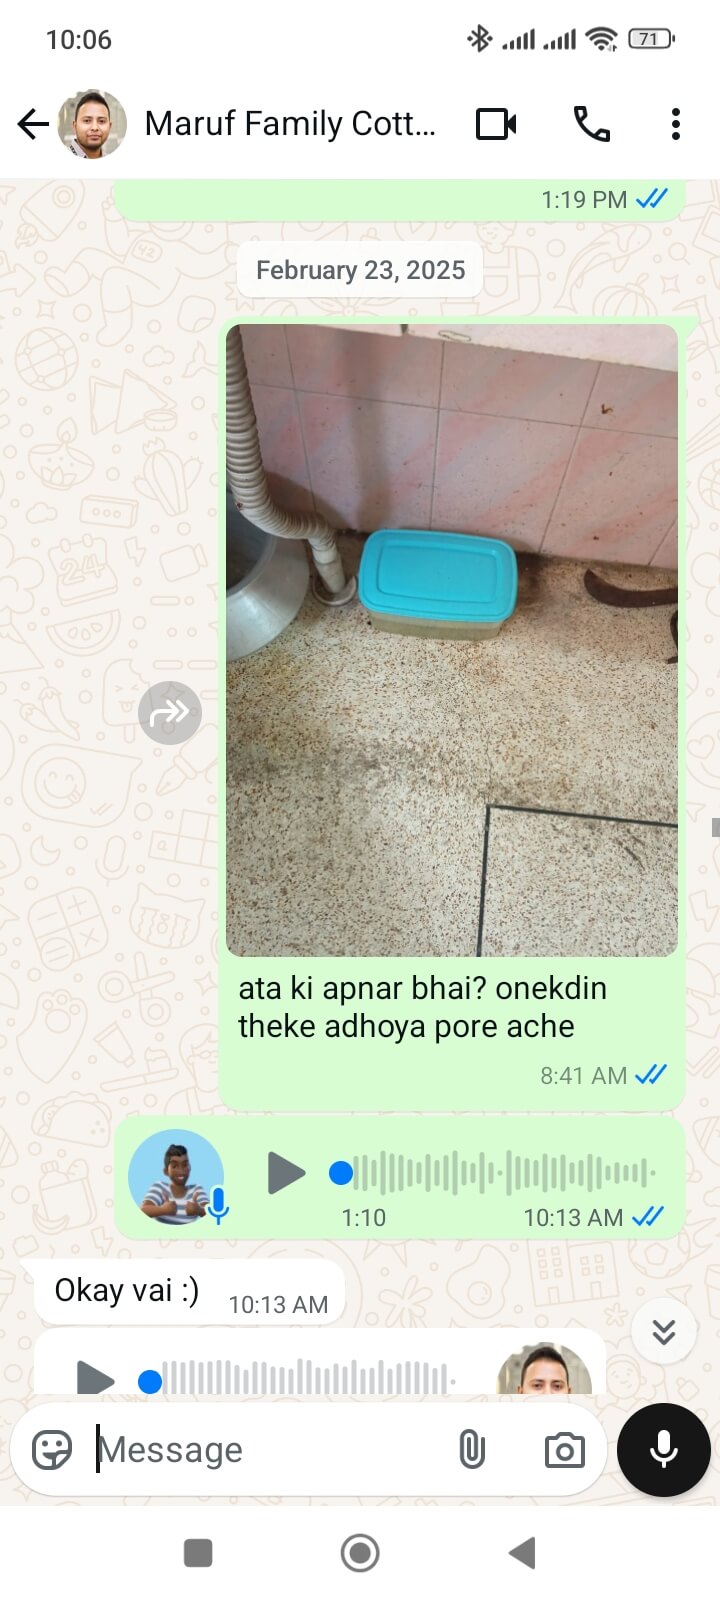 10:06
71
Maruf Family Cott...
1:19 PM
February 23, 2025
ata ki apnar bhai? onekdin
theke adhoya pore ache
8:41 AM
1:10
10:13 AM
Okay vai :)
10:13 AM
Message